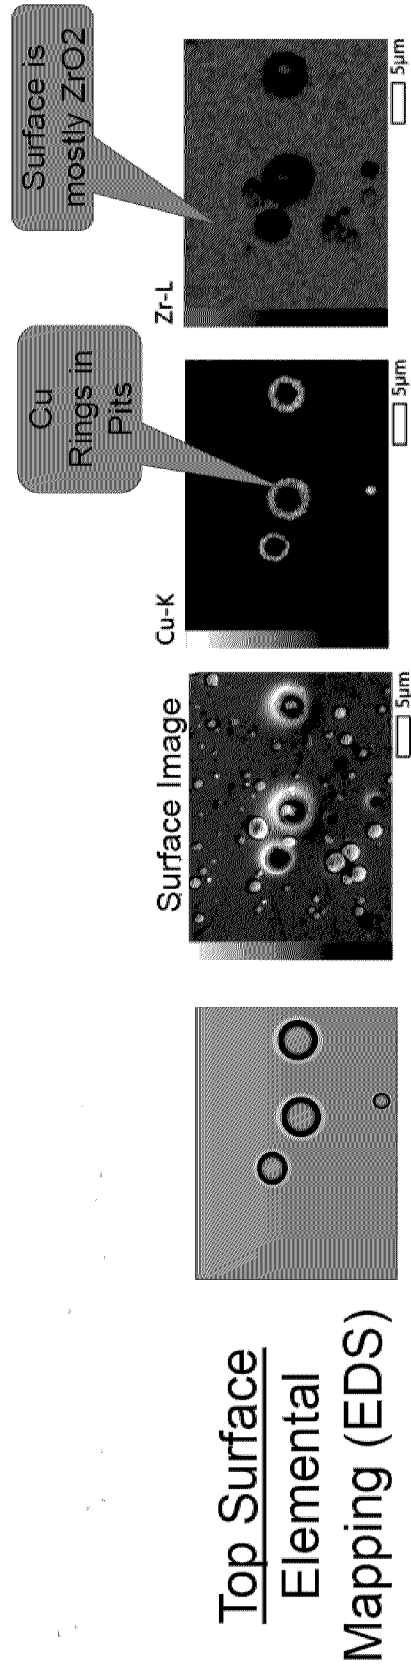 Top Surface
Elemental
Mapping (EDS)
Surface Image
5μm
Cu-K
Cu
Rings in
Pits
5μm
Zr-L
Surface is
mostly ZrO2
5μm